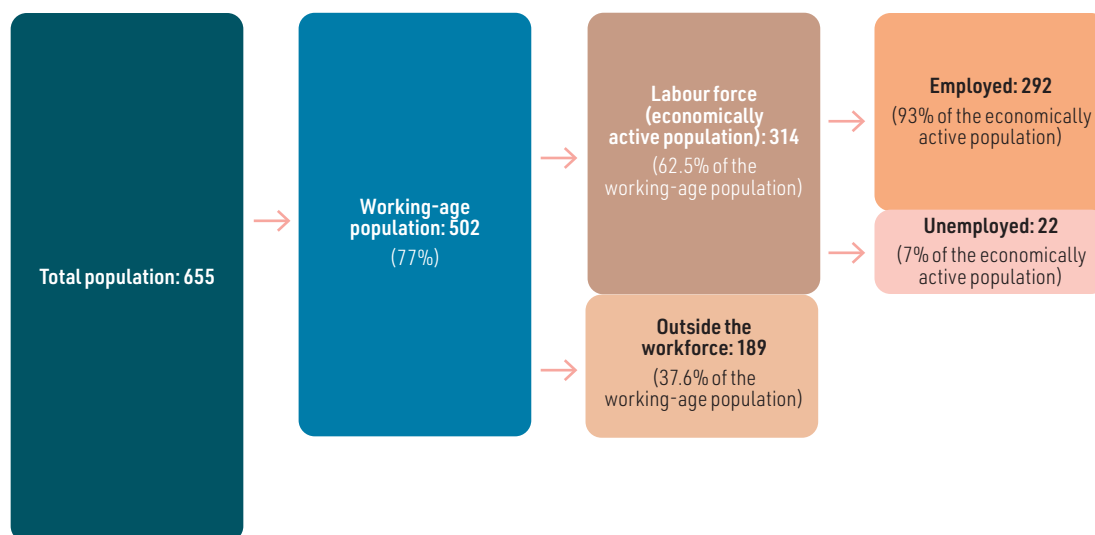 Total population: 655
Working-age
population: 502
(77%)
Labour force
(economically
active population): 314
(62.5% of the
working-age population)
Outside the
workforce: 189
(37.6% of the
working-age population)
Employed: 292
(93% of the economically
active population)
Unemployed: 22
(7% of the economically
active population)